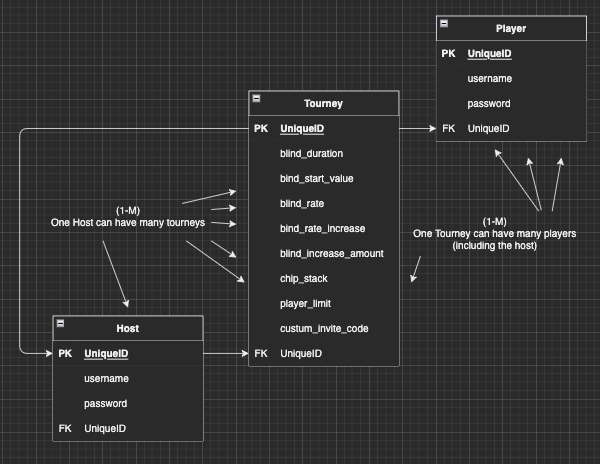 Player
PK UniqueID
username
password
FK UniqueID
Tourney
PK UniqueID
blind_duration
bind_start_value
blind_rate
bind_rate_increase
blind_increase_amount
chip_stack
player_limit
custum_invite_code
FK UniqueID
(1-M)
One Host can have many tourneys
(1-M)
One Tourney can have many players
(including the host)
Host
PK UniqueID
username
password
FK UniqueID